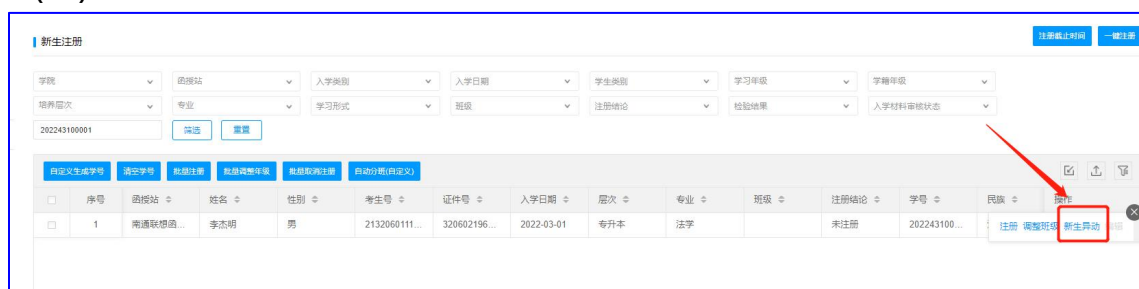 新生注册 注册截止时间 一键注册
学院 函授站 入学类别 入学日期 学生类别 学习年级 学籍年级
培养层次 专业 学习形式 班级 注册结论 检验结果 入学材料审核状态
202243100001 筛选 重置
自定义生成学号 清空学号 批量注册 批量调整年级 批量取消注册 自动分班(自定义)
序号 函授站 姓名 性别 考生号 证件号 入学日期 层次 专业 班级 注册结论 学号 民族 操作
1 南通联想函... 李杰明 男 2132060111... 320602196... 2022-03-01 专升本 法学 未注册 202243100... 注册 调整班级 新生异动